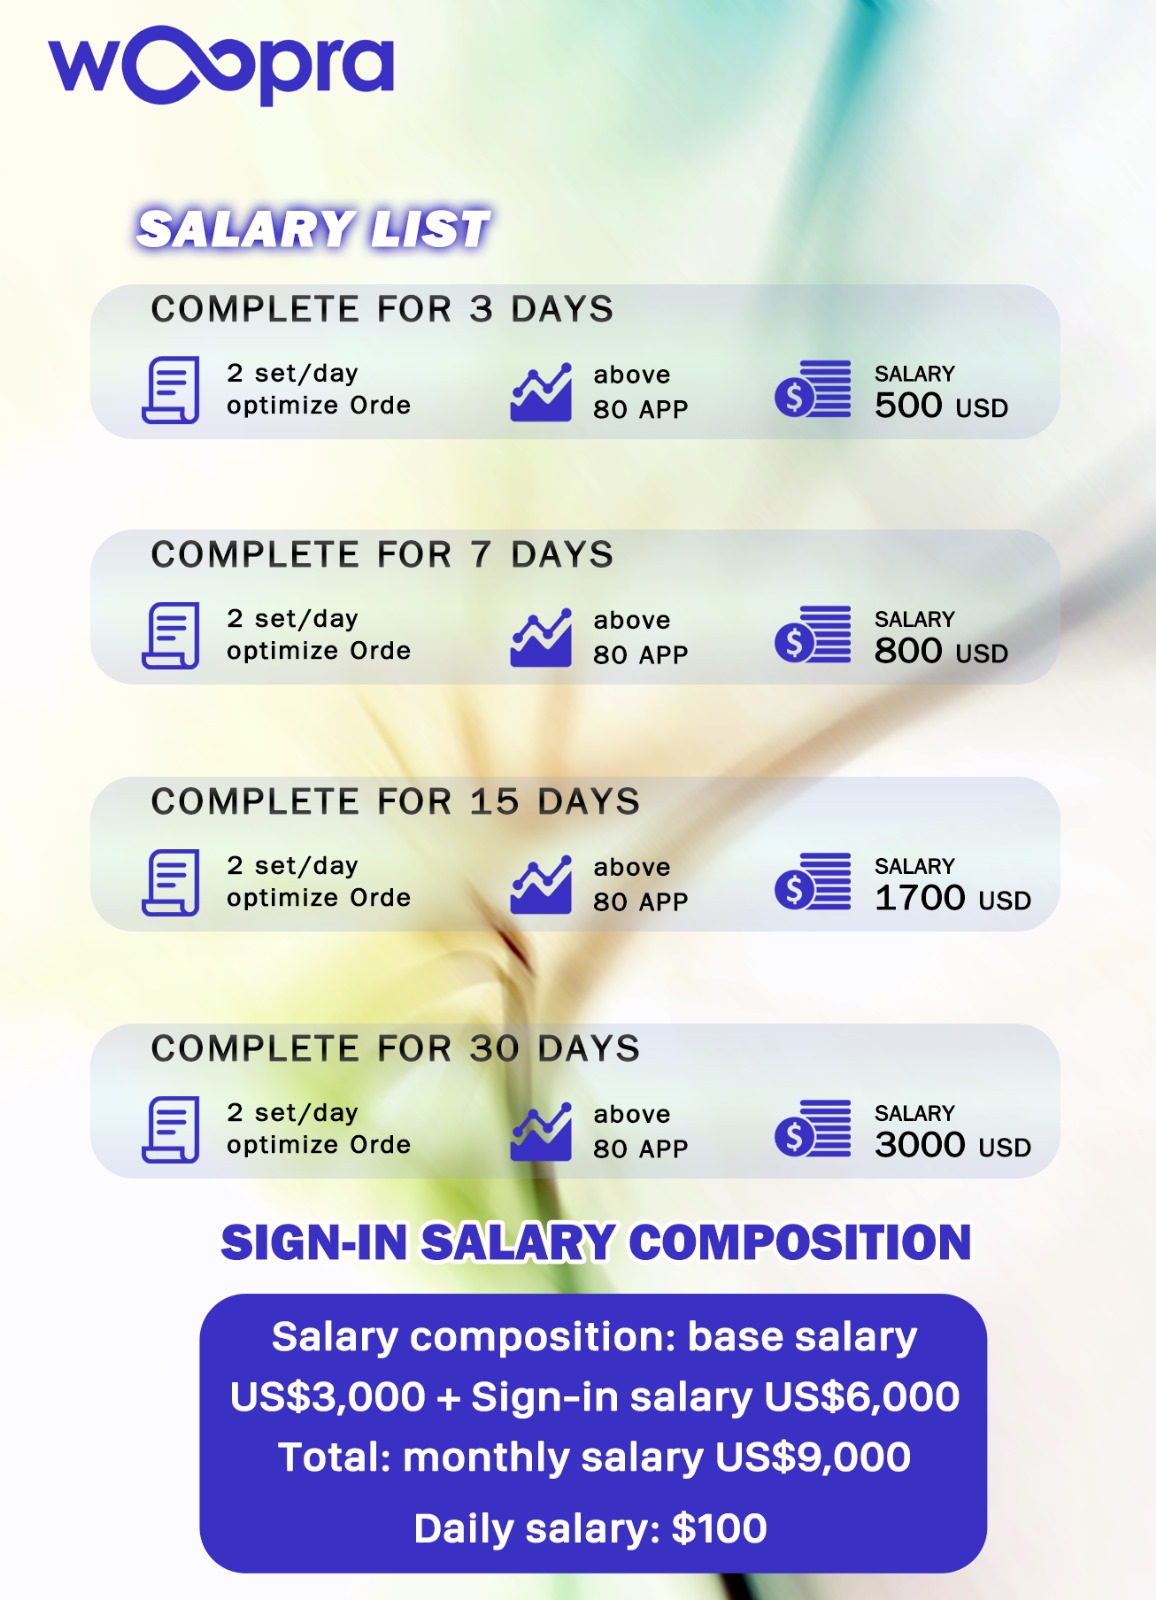 woopra
SALARY LIST
COMPLETE FOR 3 DAYS
2 set/day
optimize Orde
above
80 APP
SALARY
500 USD
COMPLETE FOR 7 DAYS
2 set/day
optimize Orde
above
80 APP
SALARY
800 USD
COMPLETE FOR 15 DAYS
2 set/day
optimize Orde
above
80 APP
SALARY
1700 USD
COMPLETE FOR 30 DAYS
2 set/day
optimize Orde
above
80 APP
SALARY
3000 USD
SIGN-IN SALARY COMPOSITION
Salary composition: base salary
US$3,000 + Sign-in salary US$6,000
Total: monthly salary US$9,000
Daily salary: $100